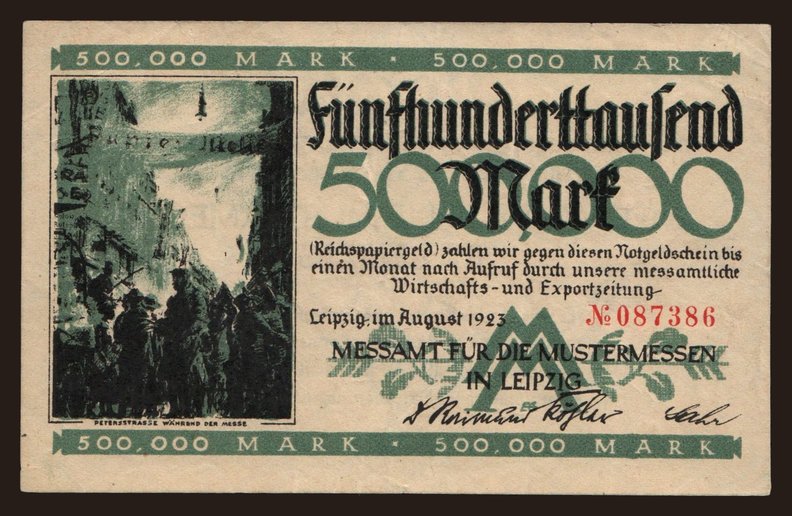 500,000 MARK · 500,000 MARK
Fünfhunderttausend
500,000
Mark
(Reichspapiergeld) zahlen wir gegen diesen Notgeldschein bis
einen Monat nach Aufruf durch unsere messamtliche
Wirtschafts- und Exportzeitung
Leipzig, im August 1923
№ 087386
M
MESSAMT FÜR DIE MUSTERMESSEN
IN LEIPZIG
PETERSSTRASSE WÄHREND DER MESSE
500,000 MARK · 500,000 MARK